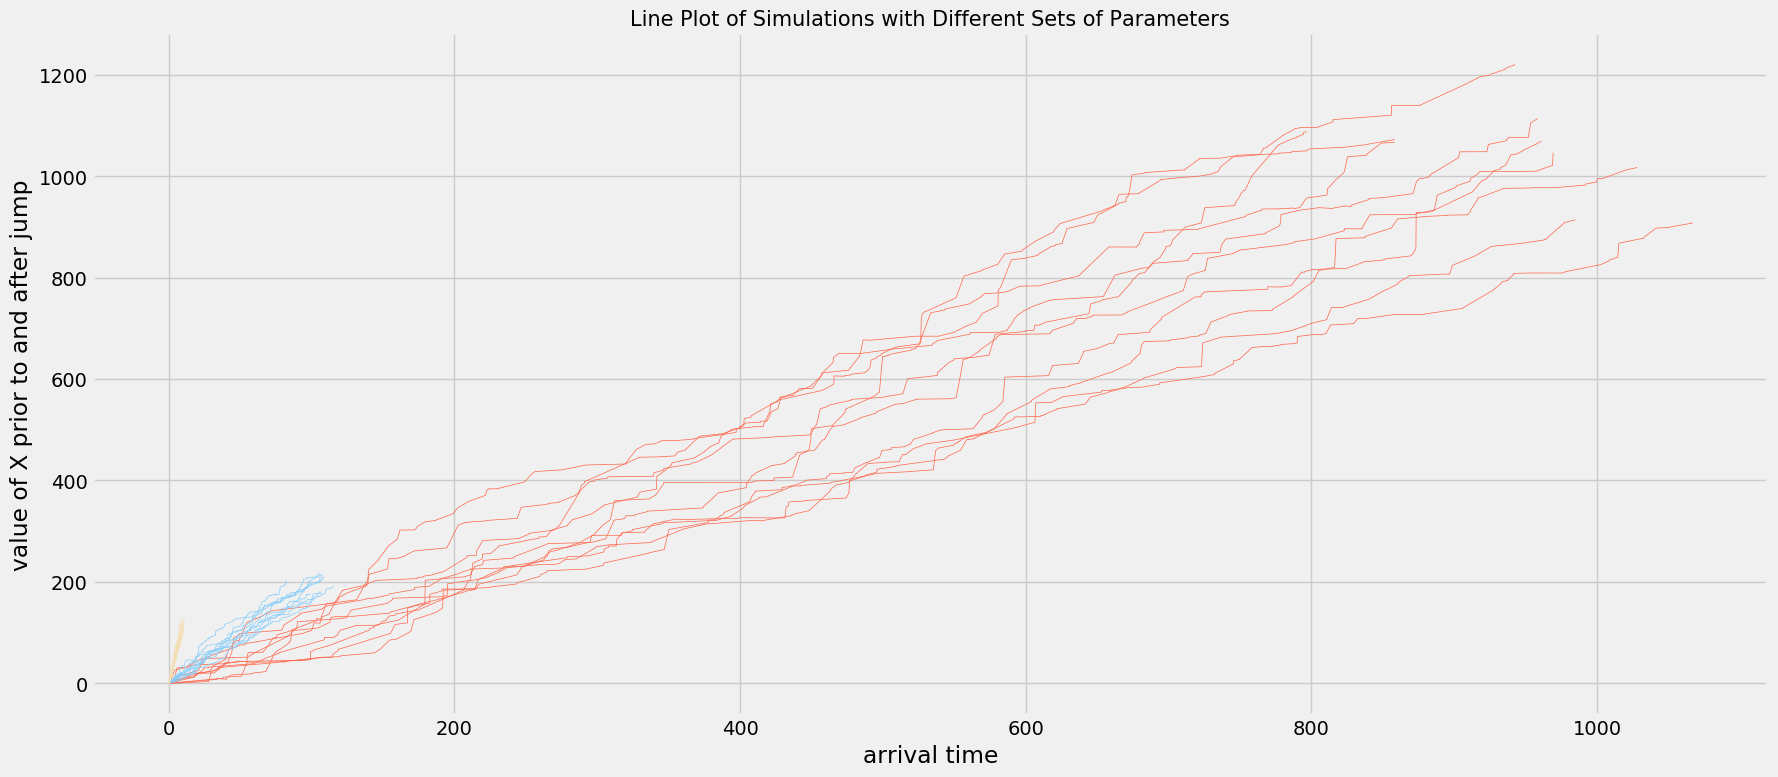 Line Plot of Simulations with Different Sets of Parameters
value of X prior to and after jump
1200
1000
800
600
400
200
0
0 200 400 600 800 1000
arrival time